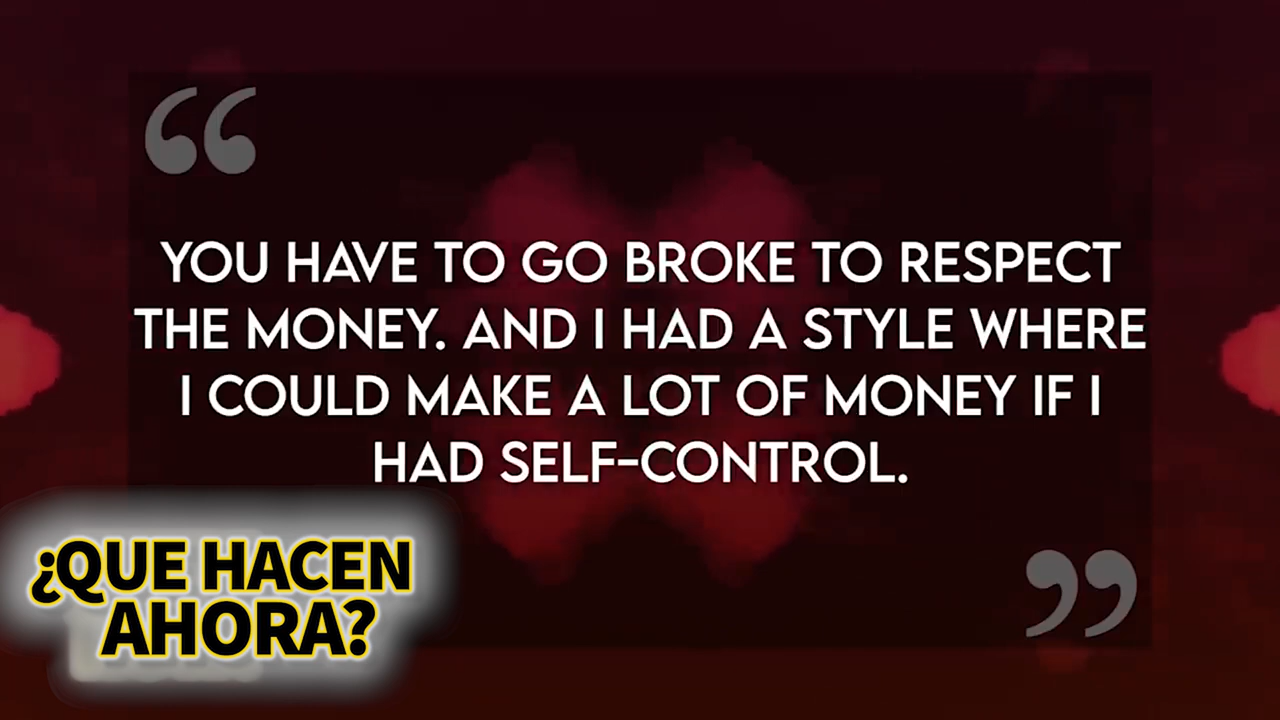 “
YOU HAVE TO GO BROKE TO RESPECT
THE MONEY. AND I HAD A STYLE WHERE
I COULD MAKE A LOT OF MONEY IF I
HAD SELF-CONTROL.
”
¿QUE HACEN
AHORA?